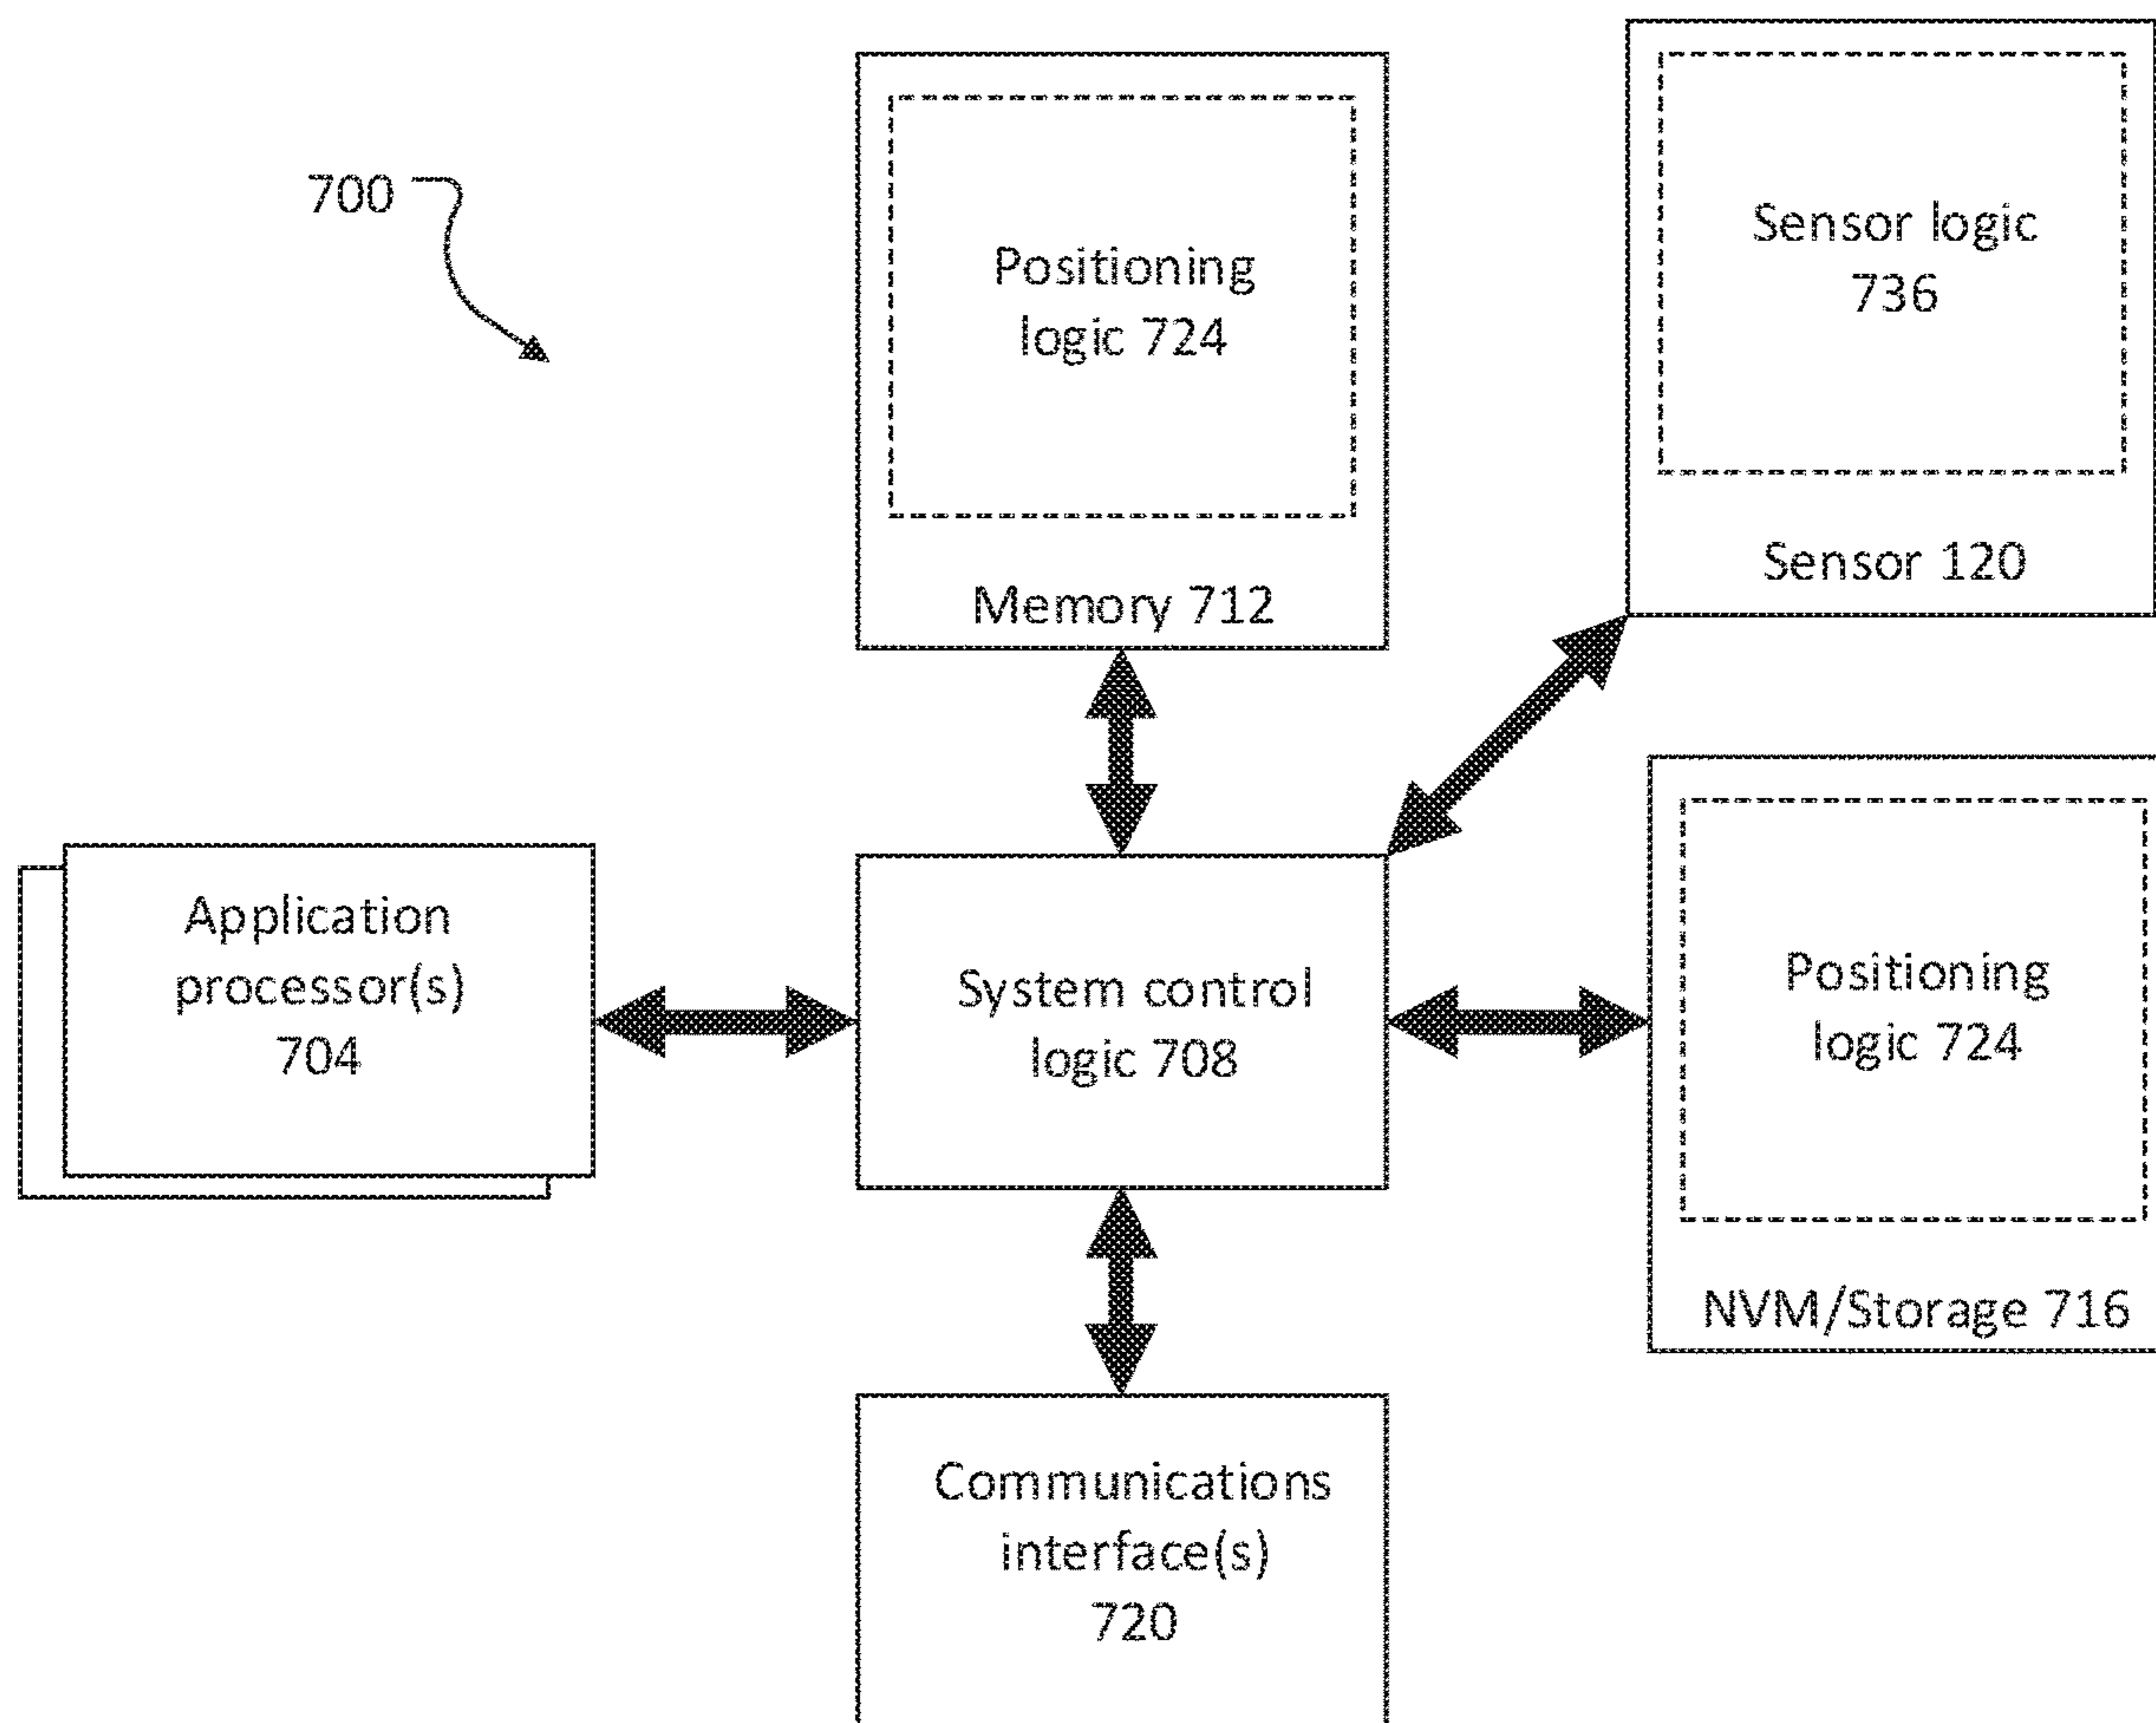 700
Positioning
logic 724
Memory 712
Sensor logic
736
Sensor 120
Application
processor(s)
704
System control
logic 708
Positioning
logic 724
NVM/Storage 716
Communications
interface(s)
720